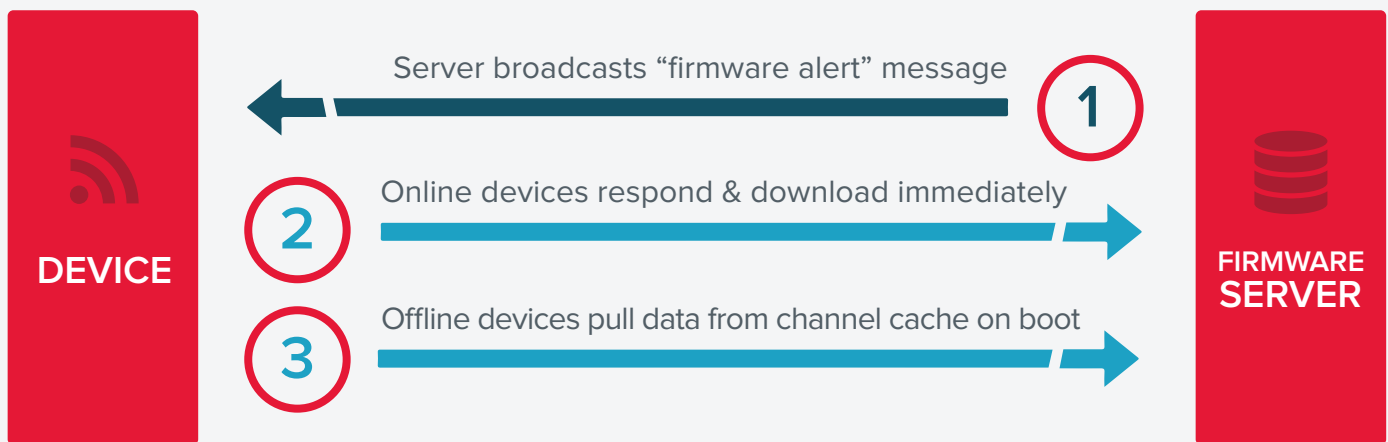 Server broadcasts “firmware alert” message
1
DEVICE
2
Online devices respond & download immediately
3
Offline devices pull data from channel cache on boot
FIRMWARE
SERVER